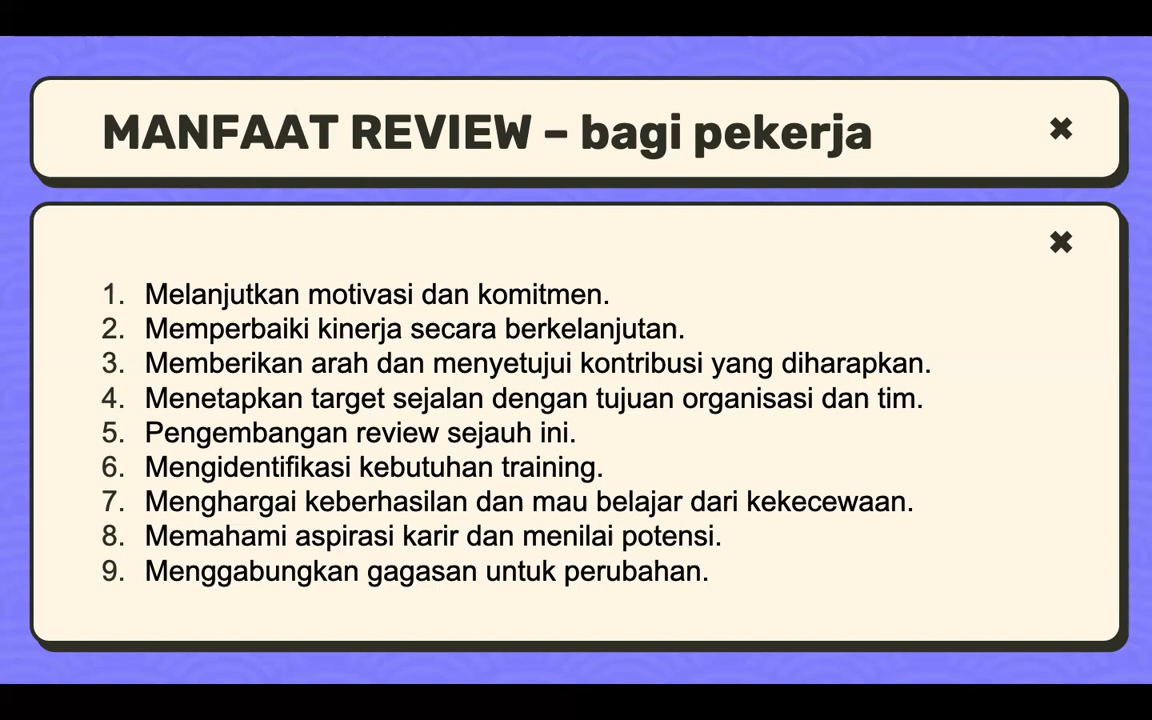 MANFAAT REVIEW – bagi pekerja
1. Melanjutkan motivasi dan komitmen.
2. Memperbaiki kinerja secara berkelanjutan.
3. Memberikan arah dan menyetujui kontribusi yang diharapkan.
4. Menetapkan target sejalan dengan tujuan organisasi dan tim.
5. Pengembangan review sejauh ini.
6. Mengidentifikasi kebutuhan training.
7. Menghargai keberhasilan dan mau belajar dari kekecewaan.
8. Memahami aspirasi karir dan menilai potensi.
9. Menggabungkan gagasan untuk perubahan.